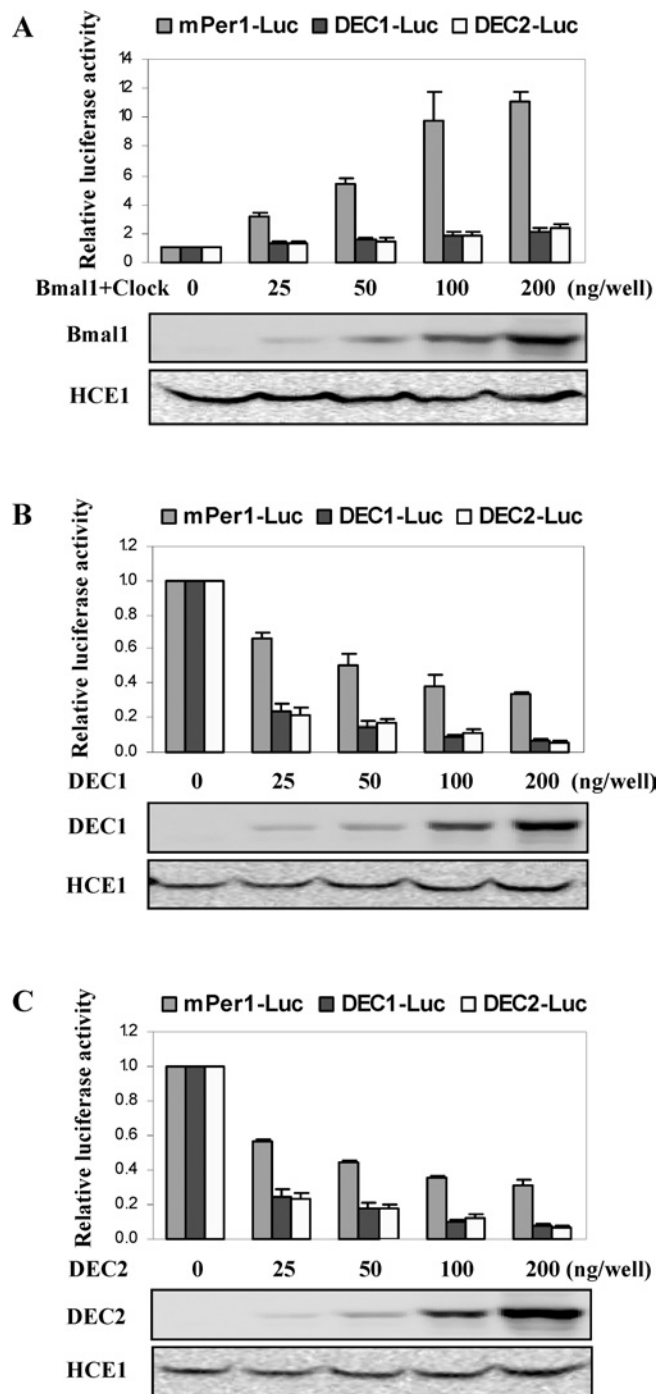 A
mPer1-Luc DEC1-Luc DEC2-Luc
Relative luciferase activity
14
12
10
8
6
4
2
0
Bmal1+Clock 0 25 50 100 200 (ng/well)
Bmal1
HCE1
B
mPer1-Luc DEC1-Luc DEC2-Luc
Relative luciferase activity
1.2
1.0
0.8
0.6
0.4
0.2
0.0
DEC1 0 25 50 100 200 (ng/well)
DEC1
HCE1
C
mPer1-Luc DEC1-Luc DEC2-Luc
Relative luciferase activity
1.2
1.0
0.8
0.6
0.4
0.2
0.0
DEC2 0 25 50 100 200 (ng/well)
DEC2
HCE1